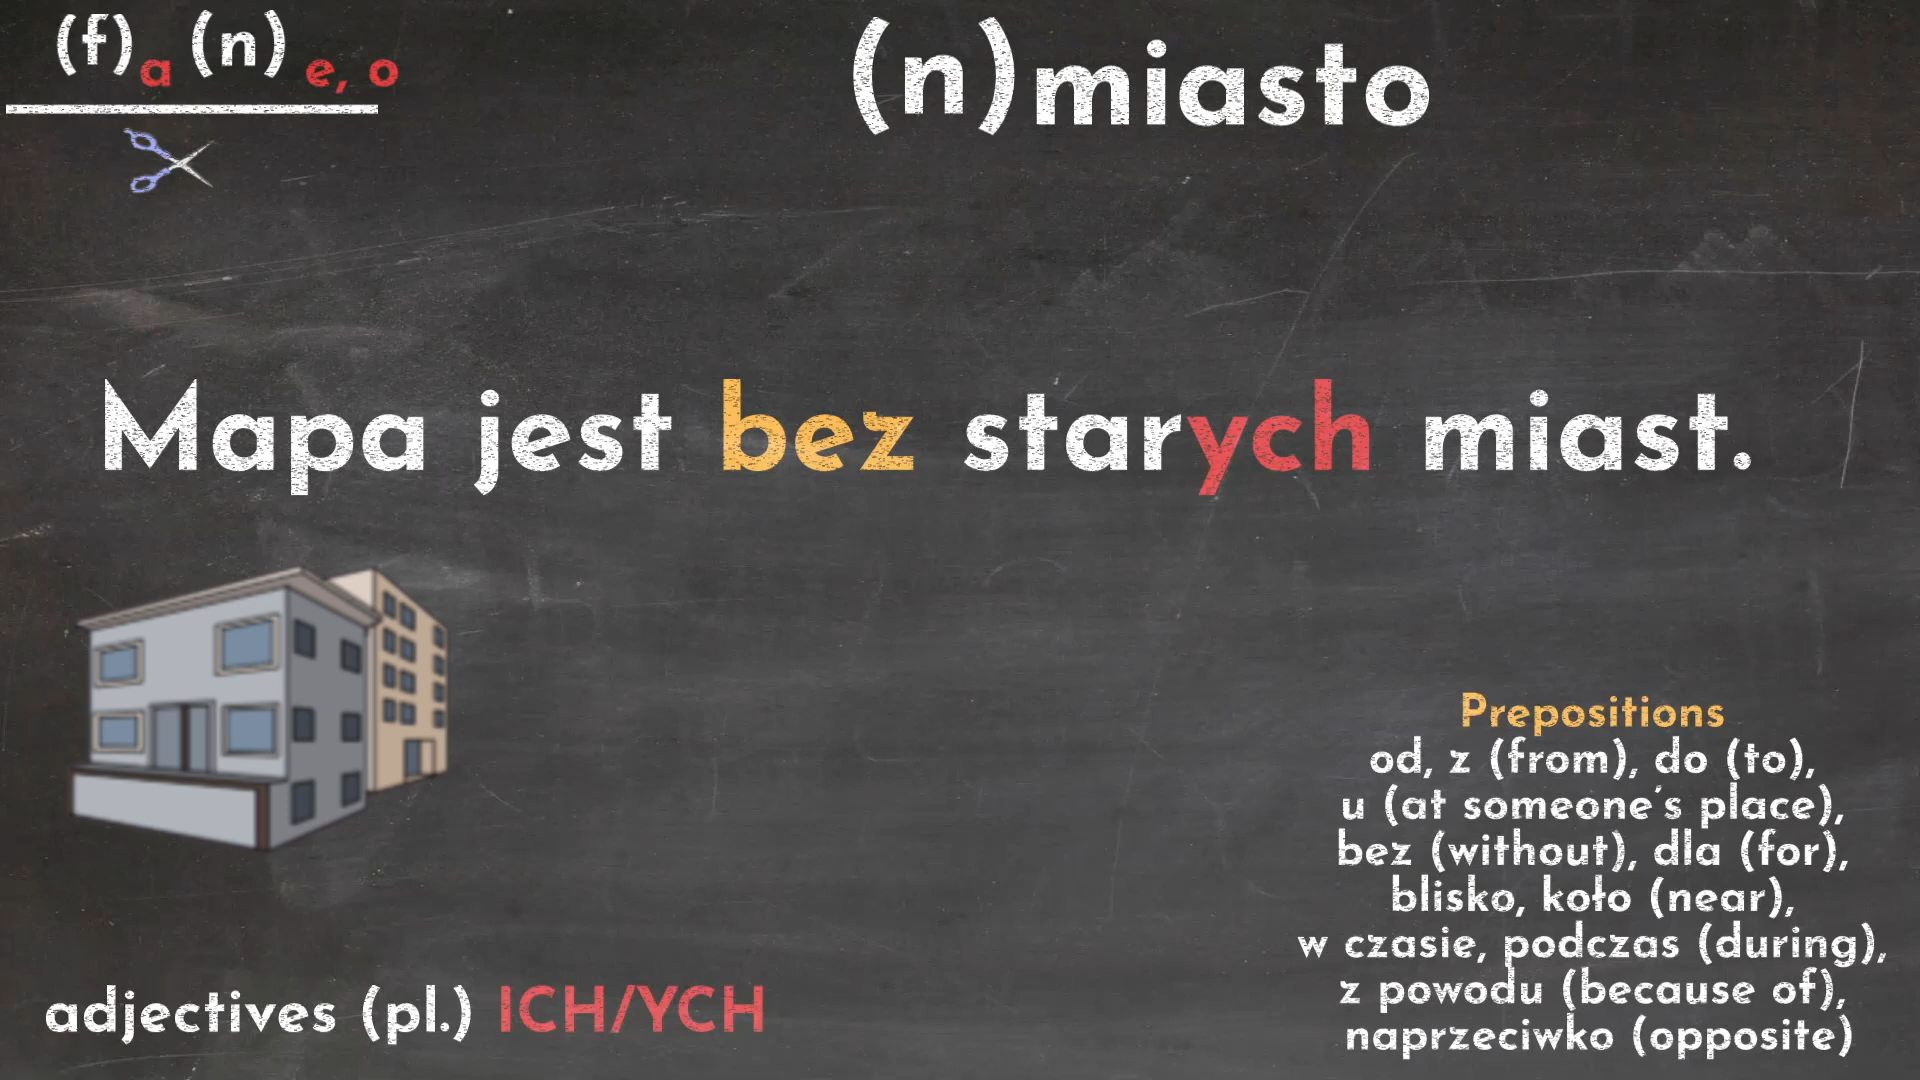 (f) a (n) e, o
(n) miasto
Mapa jest bez starych miast.
Prepositions
od, z (from), do (to),
u (at someone's place),
bez (without), dla (for),
blisko, koło (near),
w czasie, podczas (during),
z powodu (because of),
naprzeciwko (opposite)
adjectives (pl.) ICH/YCH